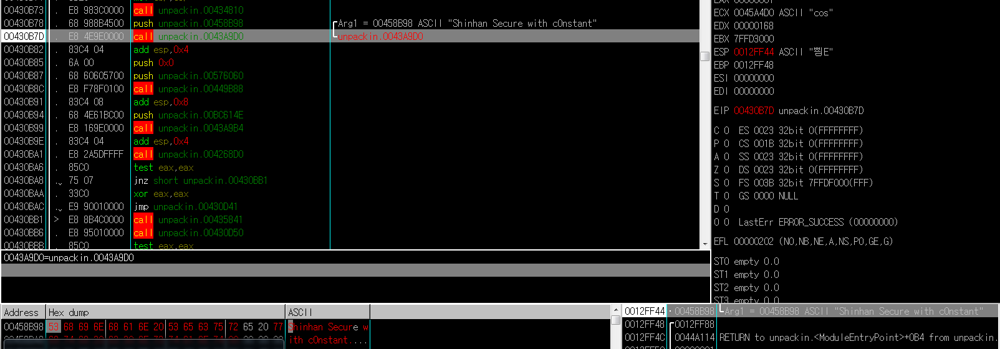 00430B73 . E8 983C0000 call unpackin.00434810
00430B78 . 68 988B4500 push unpackin.00458B98 Arg1 = 00458B98 ASCII "Shinhan Secure with c0nstant"
00430B7D . E8 4E9E0000 call unpackin.0043A9D0 unpackin.0043A9D0
00430B82 . 83C4 04 add esp,0x4
00430B85 . 6A 00 push 0x0
00430B87 . 68 60605700 push unpackin.00576060
00430B8C . E8 F78F0100 call unpackin.00449B88
00430B91 . 83C4 08 add esp,0x8
00430B94 . 68 4E61BC00 push unpackin.00BC614E
00430B99 . E8 169E0000 call unpackin.0043A9B4
00430B9E . 83C4 04 add esp,0x4
00430BA1 . E8 2A5DFFFF call unpackin.004268D0
00430BA6 . 85C0 test eax,eax
00430BA8 . 75 07 jnz short unpackin.00430BB1
00430BAA . 33C0 xor eax,eax
00430BAC . E9 90010000 jmp unpackin.00430D41
00430BB1 > E8 8B4C0000 call unpackin.00435841
00430BB6 . E8 95010000 call unpackin.00430D50
00430BBB . 85C0 test eax,eax
0043A9D0=unpackin.0043A9D0
EAX 00000001
ECX 0045A4D0 ASCII "cos"
EDX 00000168
EBX 7FFD3000
ESP 0012FF44 ASCII "E"
EBP 0012FF48
ESI 00000000
EDI 00000000
EIP 00430B7D unpackin.00430B7D
C 0 ES 0023 32bit 0(FFFFFFFF)
P 0 CS 001B 32bit 0(FFFFFFFF)
A 0 SS 0023 32bit 0(FFFFFFFF)
Z 0 DS 0023 32bit 0(FFFFFFFF)
S 0 FS 003B 32bit 7FFDF000(FFF)
T 0 GS 0000 NULL
D 0
O 0 LastErr ERROR_SUCCESS (00000000)
EFL 00000202 (NO,NB,NE,A,NS,PO,GE,G)
ST0 empty 0.0
ST1 empty 0.0
ST2 empty 0.0
ST3 empty 0.0
Address Hex dump ASCII
00458B98 53 68 69 6E 68 61 6E 20 53 65 63 75 72 65 20 77 Shinhan Secure w
ith c0nstant....
0012FF44 00458B98 Arg1 = 00458B98 ASCII "Shinhan Secure with c0nstant"
0012FF48 0012FF88
0012FF4C 0044A114 RETURN to unpackin.<ModuleEntryPoint>+0B4 from unpackin.